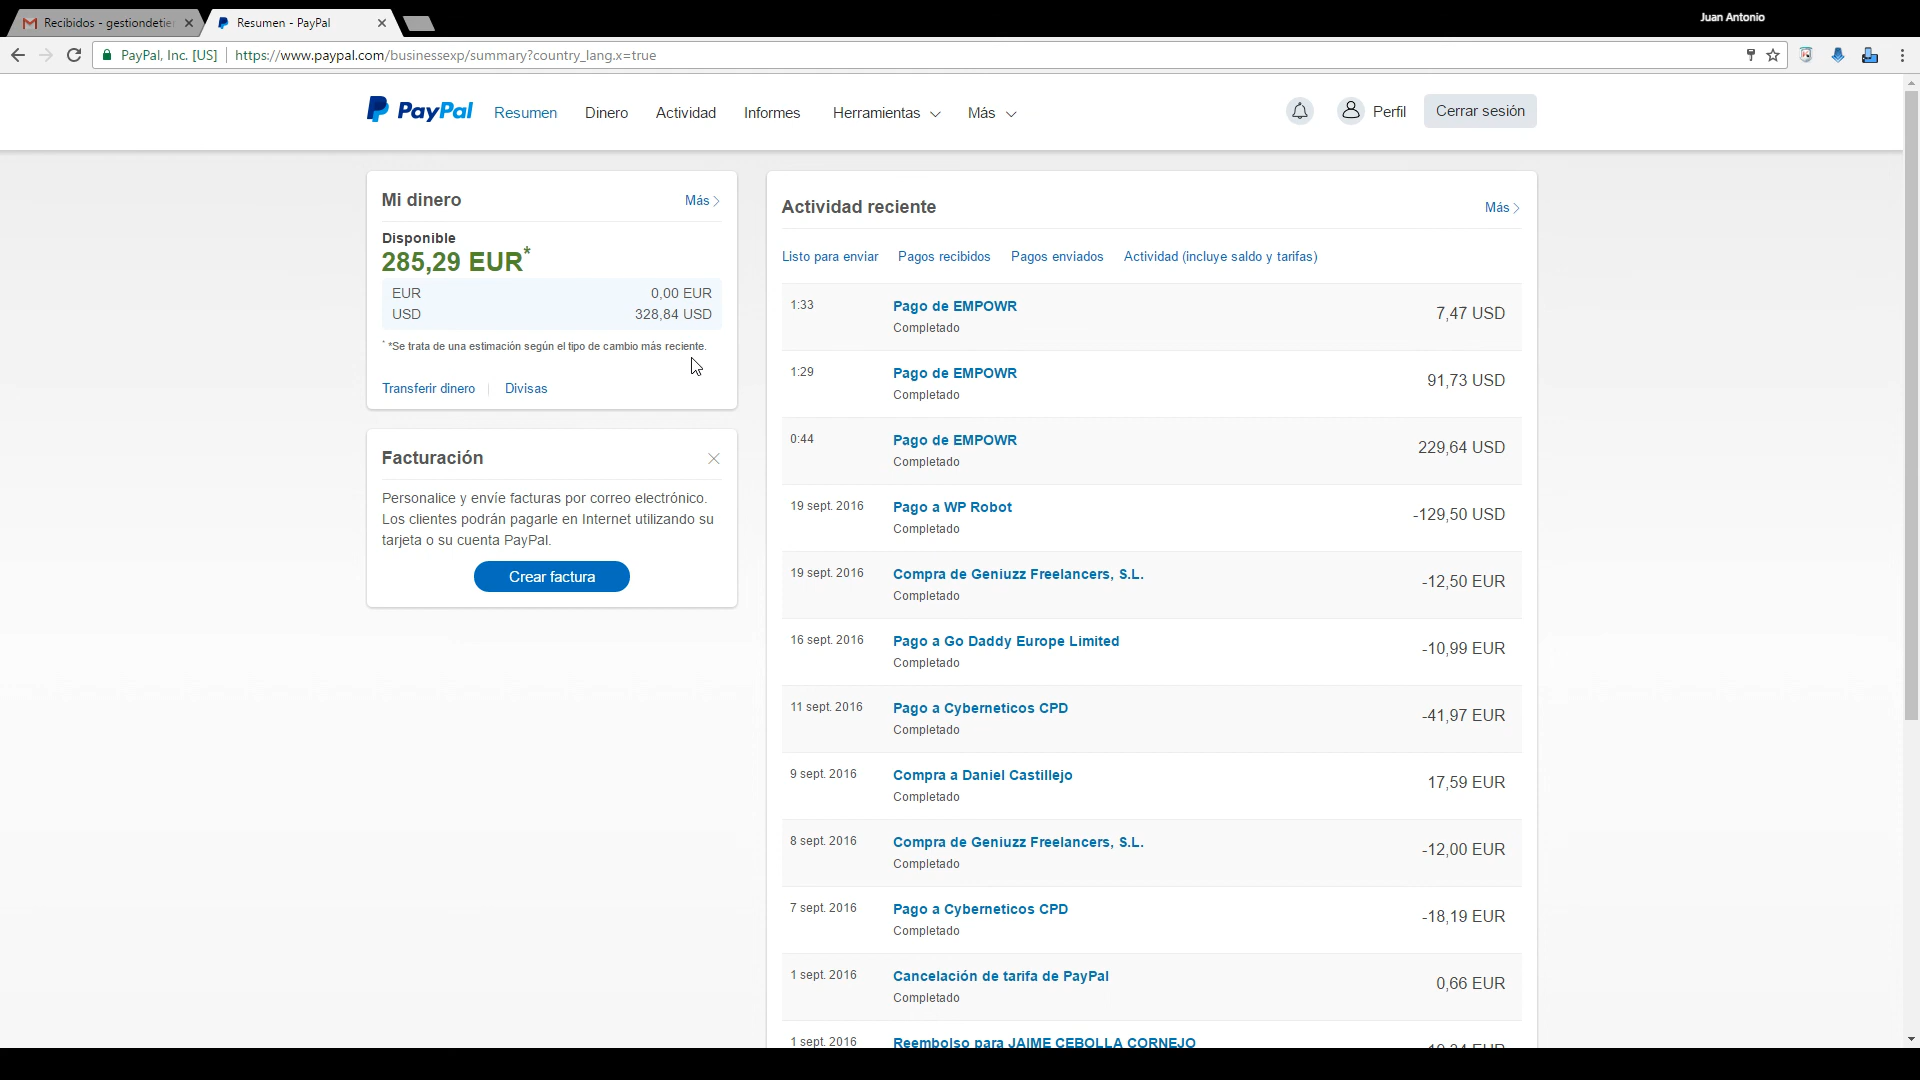 Recibidos - gestiondetie
Resumen - PayPal
Juan Antonio
PayPal, Inc. [US]
https://www.paypal.com/businessexp/summary?country_lang.x=true
PayPal
Resumen
Dinero
Actividad
Informes
Herramientas
Más
Perfil
Cerrar sesión
Mi dinero
Más
Disponible
285,29 EUR*
EUR 0,00 EUR
USD 328,84 USD
* *Se trata de una estimación según el tipo de cambio más reciente.
Transferir dinero
Divisas
Facturación
Personalice y envíe facturas por correo electrónico.
Los clientes podrán pagarle en Internet utilizando su
tarjeta o su cuenta PayPal.
Crear factura
Actividad reciente
Más
Listo para enviar
Pagos recibidos
Pagos enviados
Actividad (incluye saldo y tarifas)
1:33 Pago de EMPOWR 7,47 USD
Completado
1:29 Pago de EMPOWR 91,73 USD
Completado
0:44 Pago de EMPOWR 229,64 USD
Completado
19 sept. 2016 Pago a WP Robot -129,50 USD
Completado
19 sept. 2016 Compra de Geniuzz Freelancers, S.L. -12,50 EUR
Completado
16 sept. 2016 Pago a Go Daddy Europe Limited -10,99 EUR
Completado
11 sept. 2016 Pago a Cyberneticos CPD -41,97 EUR
Completado
9 sept. 2016 Compra a Daniel Castillejo 17,59 EUR
Completado
8 sept. 2016 Compra de Geniuzz Freelancers, S.L. -12,00 EUR
Completado
7 sept. 2016 Pago a Cyberneticos CPD -18,19 EUR
Completado
1 sept. 2016 Cancelación de tarifa de PayPal 0,66 EUR
Completado
1 sept. 2016 Reembolso para JAIME CEBOLLA CORNEJO